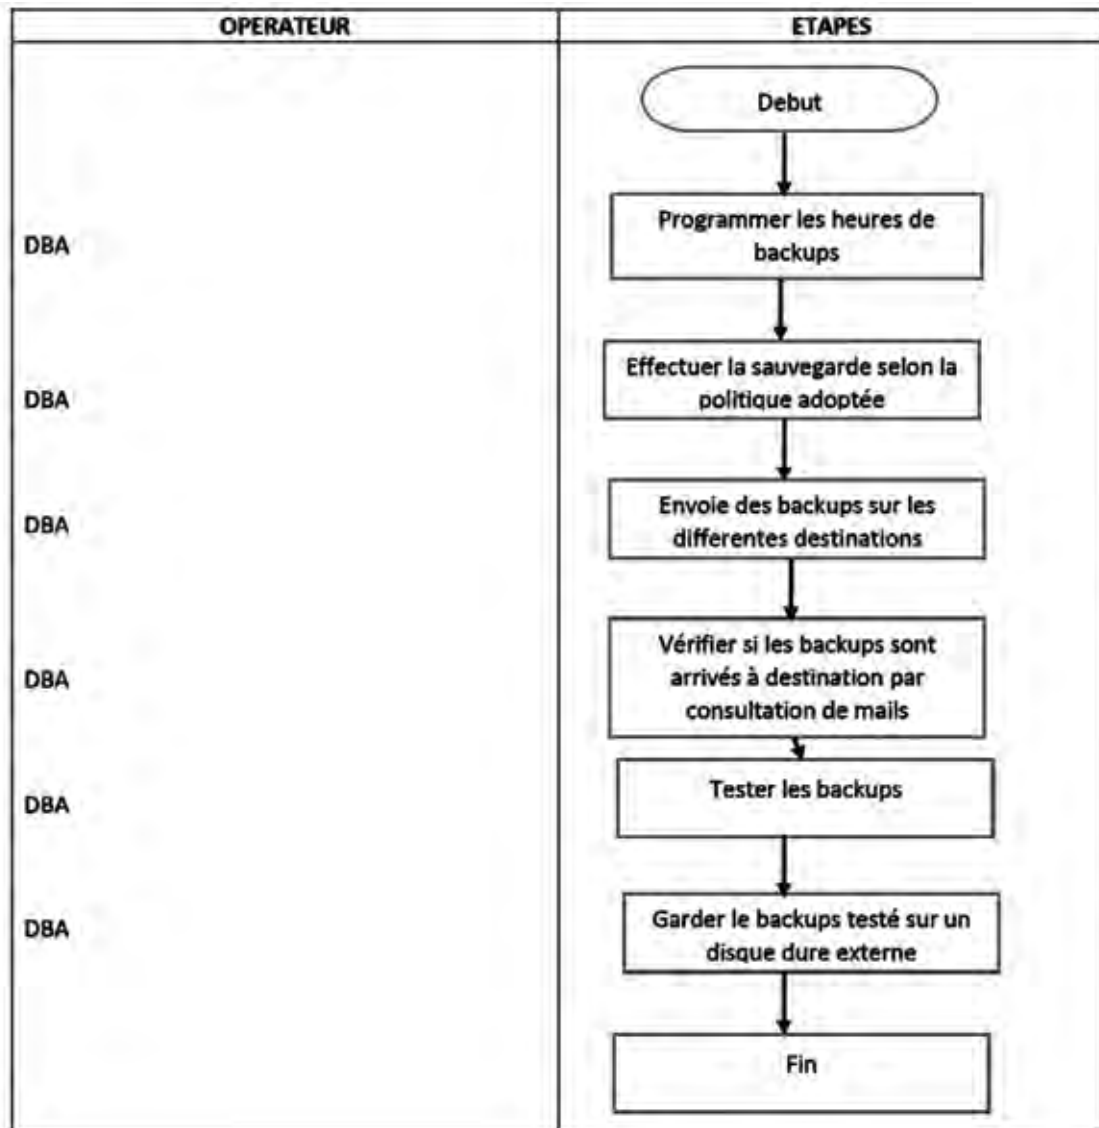 OPERATEUR
ETAPES
Debut
DBA
Programmer les heures de
backups
DBA
Effectuer la sauvegarde selon la
politique adoptée
DBA
Envoie des backups sur les
differentes destinations
DBA
Vérifier si les backups sont
arrivés à destination par
consultation de mails
DBA
Tester les backups
DBA
Garder le backups testé sur un
disque dure externe
Fin